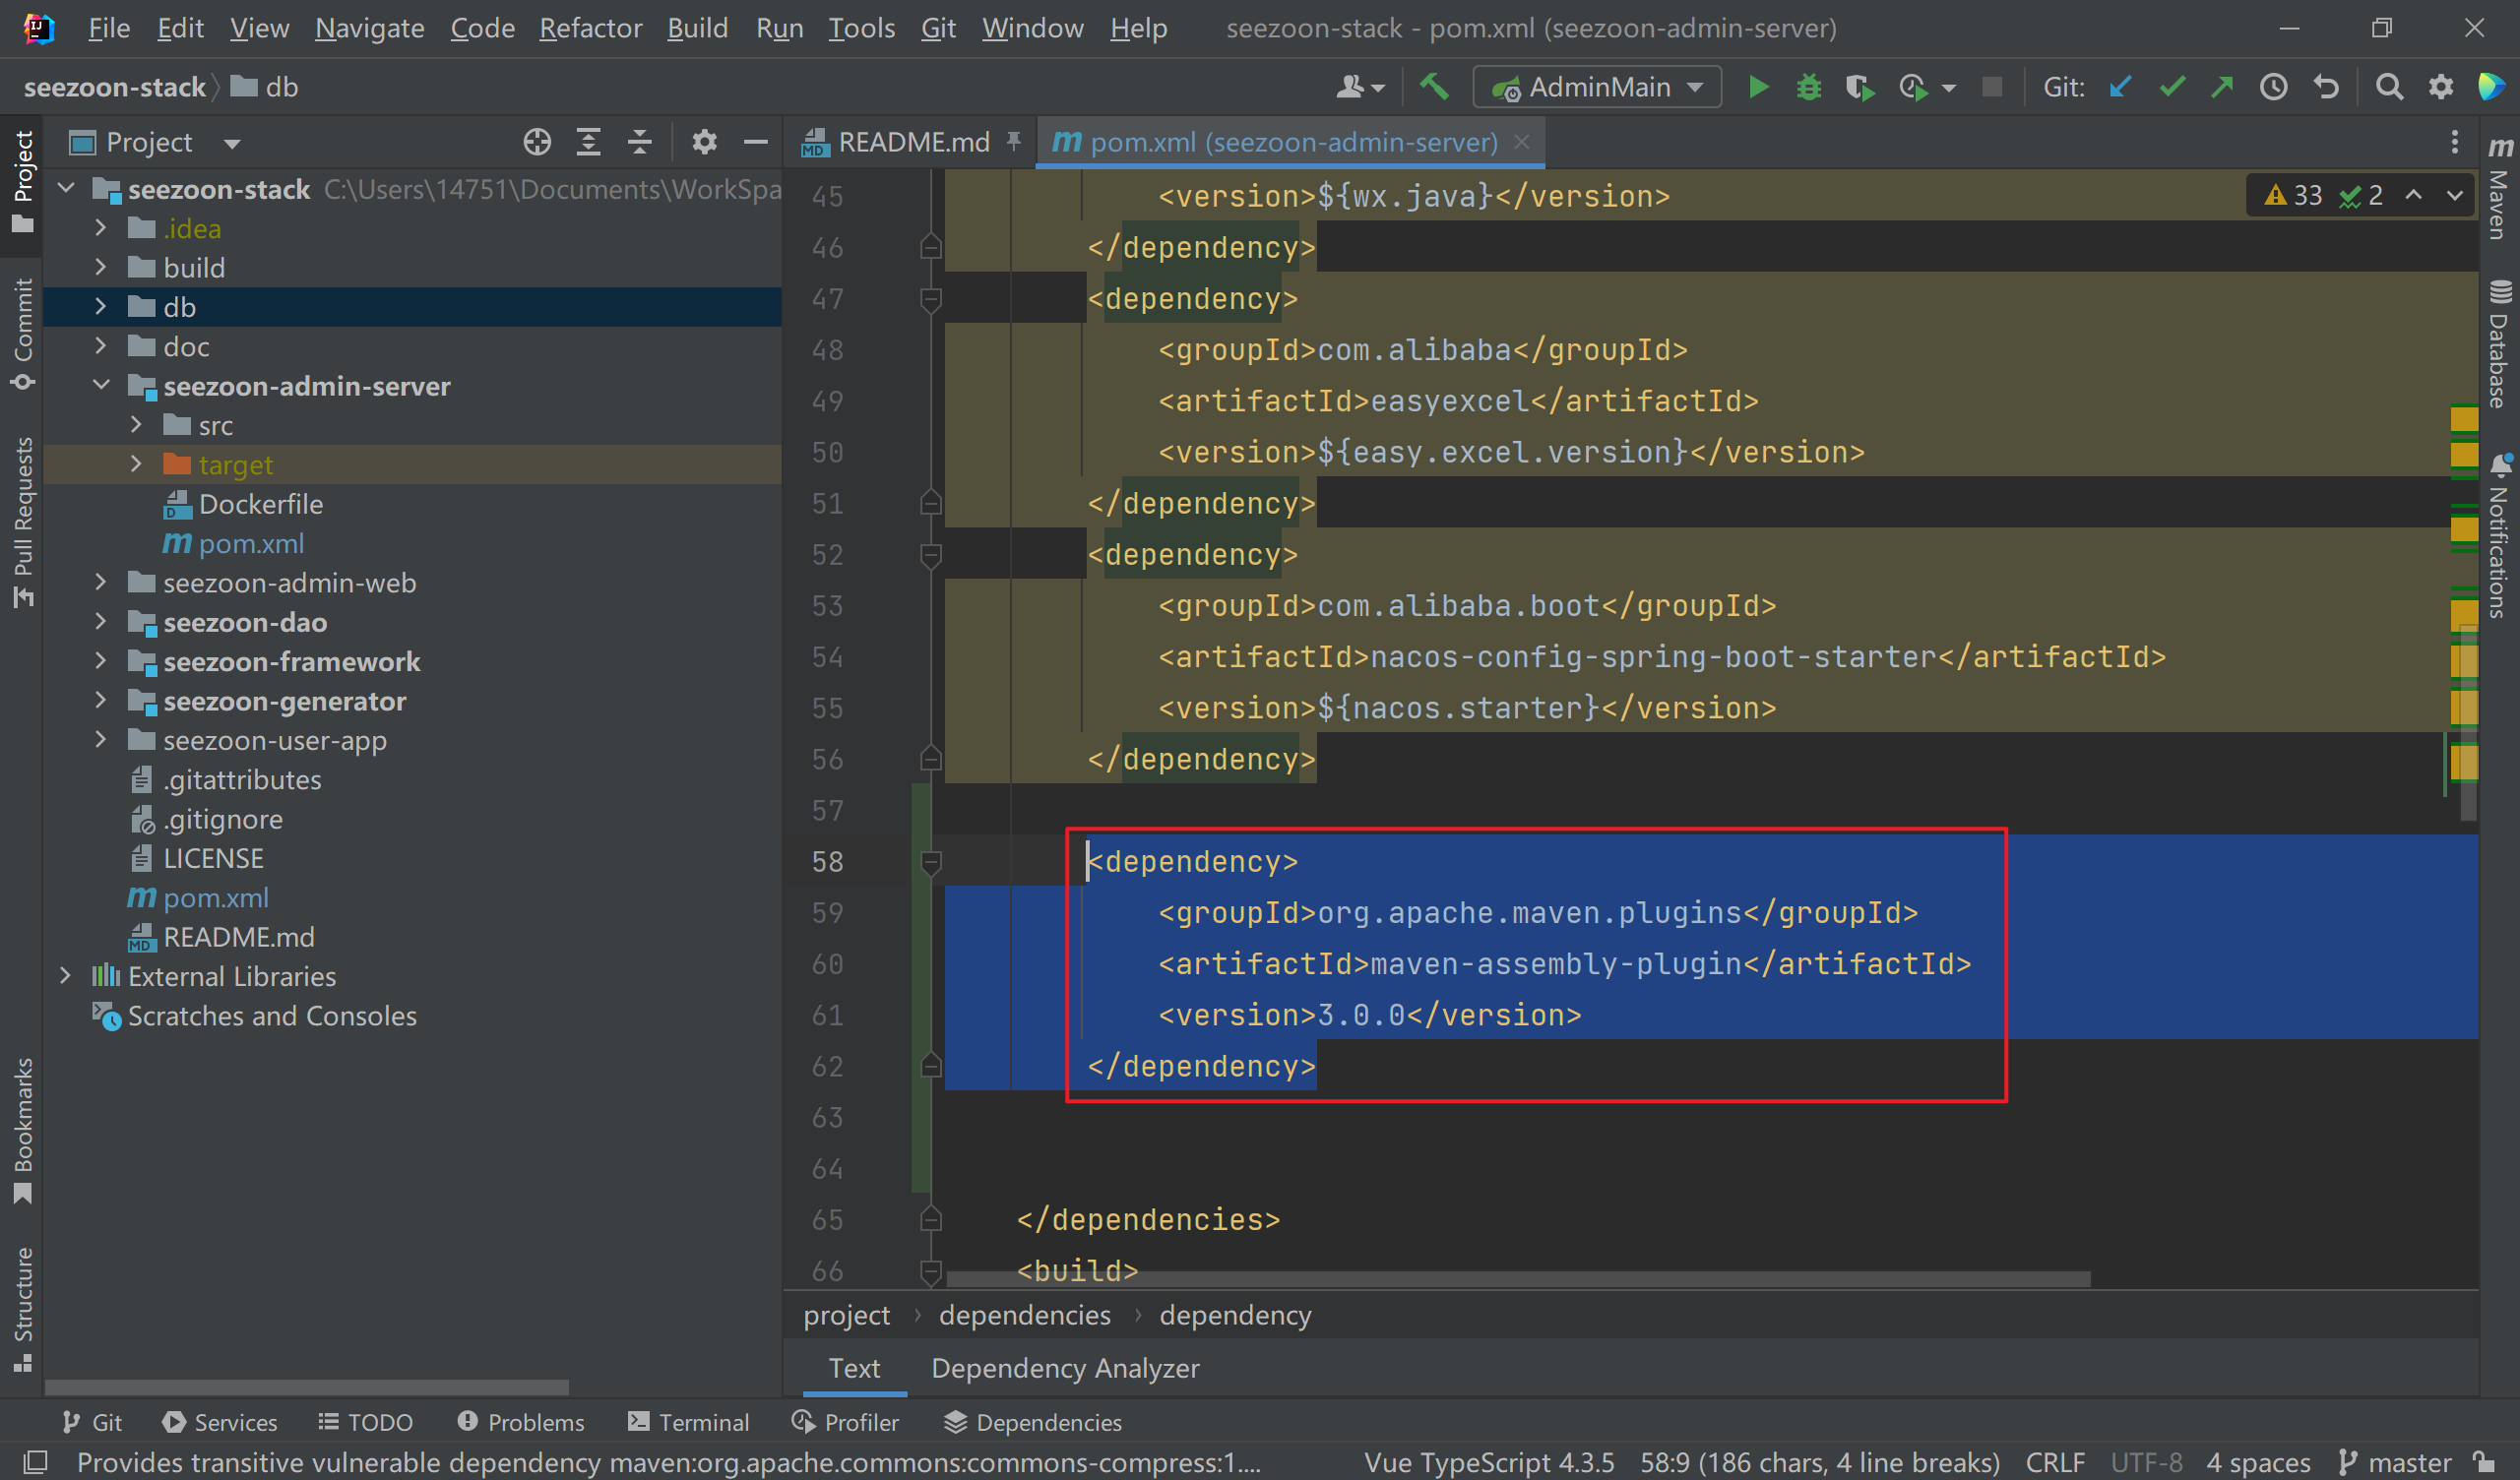 File Edit View Navigate Code Refactor Build Run Tools Git Window Help seezoon-stack - pom.xml (seezoon-admin-server)
seezoon-stack db AdminMain Git:
Project
README.md pom.xml (seezoon-admin-server)
seezoon-stack C:\Users\14751\Documents\WorkSpa
.idea
build
db
doc
seezoon-admin-server
src
target
Dockerfile
pom.xml
seezoon-admin-web
seezoon-dao
seezoon-framework
seezoon-generator
seezoon-user-app
.gitattributes
.gitignore
LICENSE
pom.xml
README.md
External Libraries
Scratches and Consoles
Project
Commit
Pull Requests
Bookmarks
Structure
33 2
45 <version>${wx.java}</version>
46 </dependency>
47 <dependency>
48 <groupId>com.alibaba</groupId>
49 <artifactId>easyexcel</artifactId>
50 <version>${easy.excel.version}</version>
51 </dependency>
52 <dependency>
53 <groupId>com.alibaba.boot</groupId>
54 <artifactId>nacos-config-spring-boot-starter</artifactId>
55 <version>${nacos.starter}</version>
56 </dependency>
57
58 <dependency>
59 <groupId>org.apache.maven.plugins</groupId>
60 <artifactId>maven-assembly-plugin</artifactId>
61 <version>3.0.0</version>
62 </dependency>
63
64
65 </dependencies>
66 <build>
Maven
Database
Notifications
project › dependencies › dependency
Text Dependency Analyzer
Git Services TODO Problems Terminal Profiler Dependencies
Provides transitive vulnerable dependency maven:org.apache.commons:commons-compress:1.... Vue TypeScript 4.3.5 58:9 (186 chars, 4 line breaks) CRLF UTF-8 4 spaces master